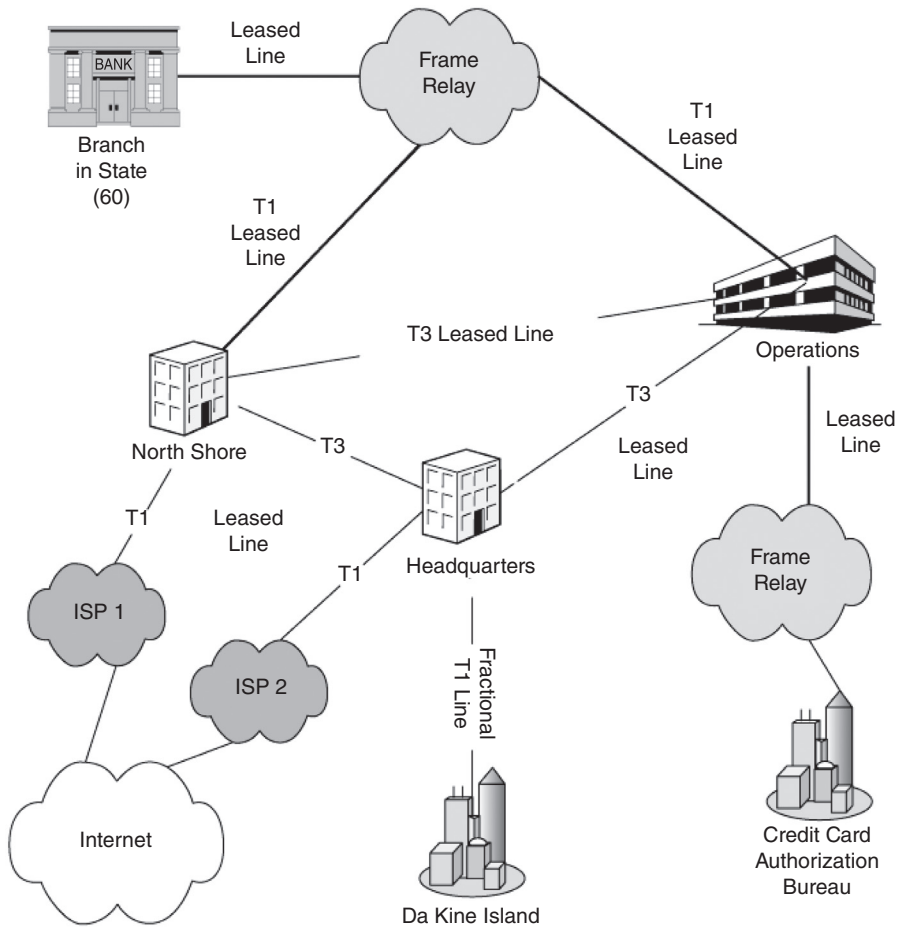 Leased
Line
BANK
Frame
Relay
Branch
in State
(60)
T1
Leased
Line
T1
Leased
Line
T3 Leased Line
Operations
T3
Leased
Line
Leased
Line
North Shore
T3
T1
Leased
Line
Headquarters
T1
Frame
Relay
ISP 1
ISP 2
Fractional
T1 Line
Internet
Credit Card
Authorization
Bureau
Da Kine Island